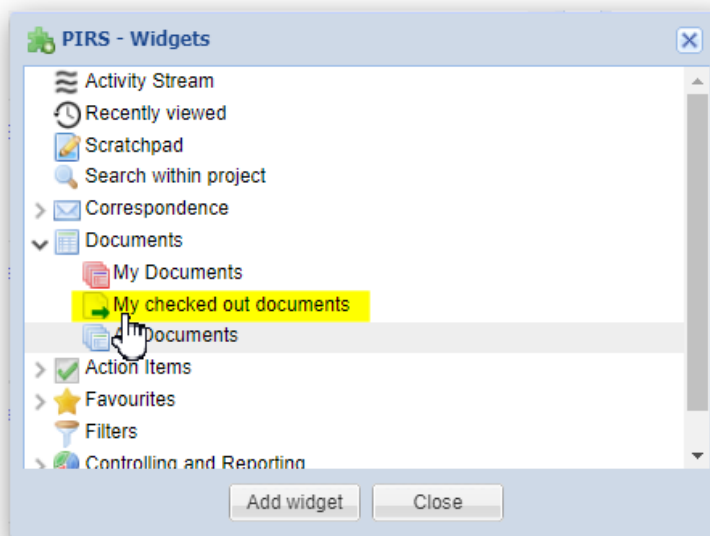 PIRS - Widgets
Activity Stream
Recently viewed
Scratchpad
Search within project
Correspondence
Documents
My Documents
My checked out documents
Documents
Action Items
Favourites
Filters
Controlling and Reporting
Add widget
Close